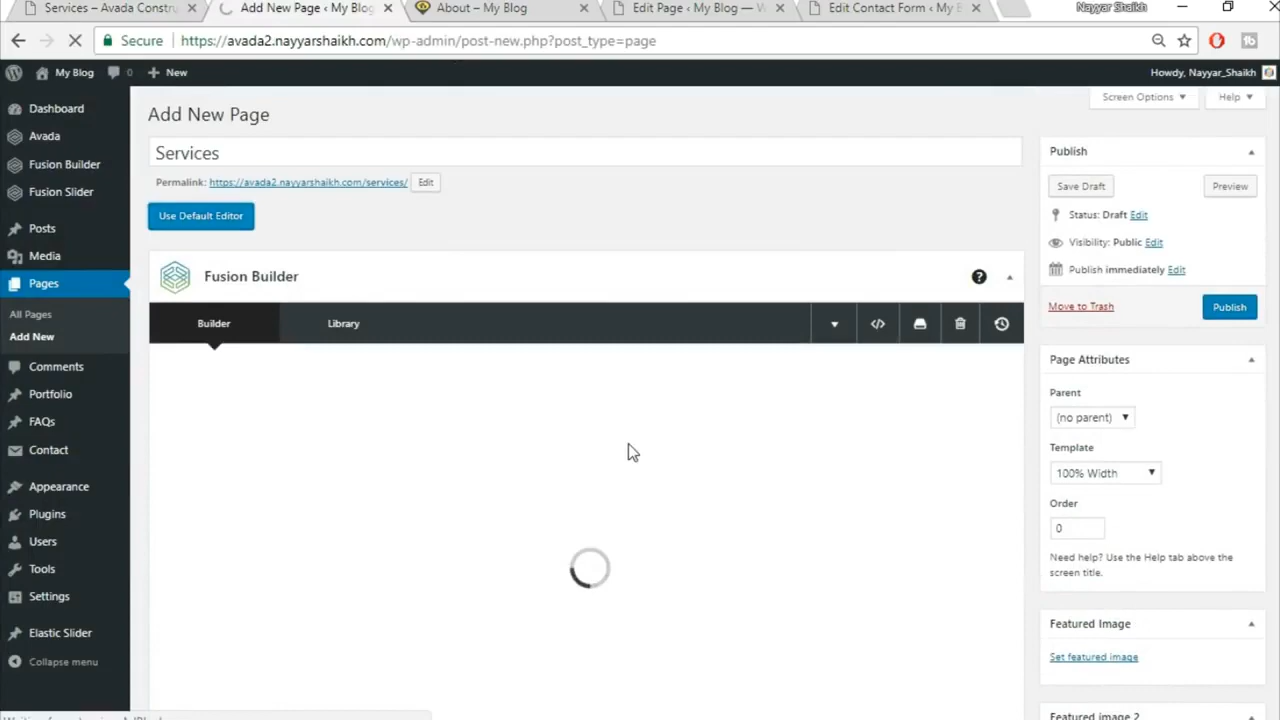 Services – Avada Constru
Add New Page ‹ My Blog
About – My Blog
Edit Page ‹ My Blog — W
Edit Contact Form ‹ My B
Nayyar Shaikh
Secure
https://avada2.nayyarshaikh.com/wp-admin/post-new.php?post_type=page
My Blog
0
New
Howdy, Nayyar_Shaikh
Screen Options
Help
Dashboard
Avada
Fusion Builder
Fusion Slider
Posts
Media
Pages
All Pages
Add New
Comments
Portfolio
FAQs
Contact
Appearance
Plugins
Users
Tools
Settings
Elastic Slider
Collapse menu
Add New Page
Services
Permalink: https://avada2.nayyarshaikh.com/services/ Edit
Use Default Editor
Fusion Builder
Builder
Library
Publish
Save Draft
Preview
Status: Draft Edit
Visibility: Public Edit
Publish immediately Edit
Move to Trash
Publish
Page Attributes
Parent
(no parent)
Template
100% Width
Order
0
Need help? Use the Help tab above the
screen title.
Featured Image
Set featured image
Featured image 2